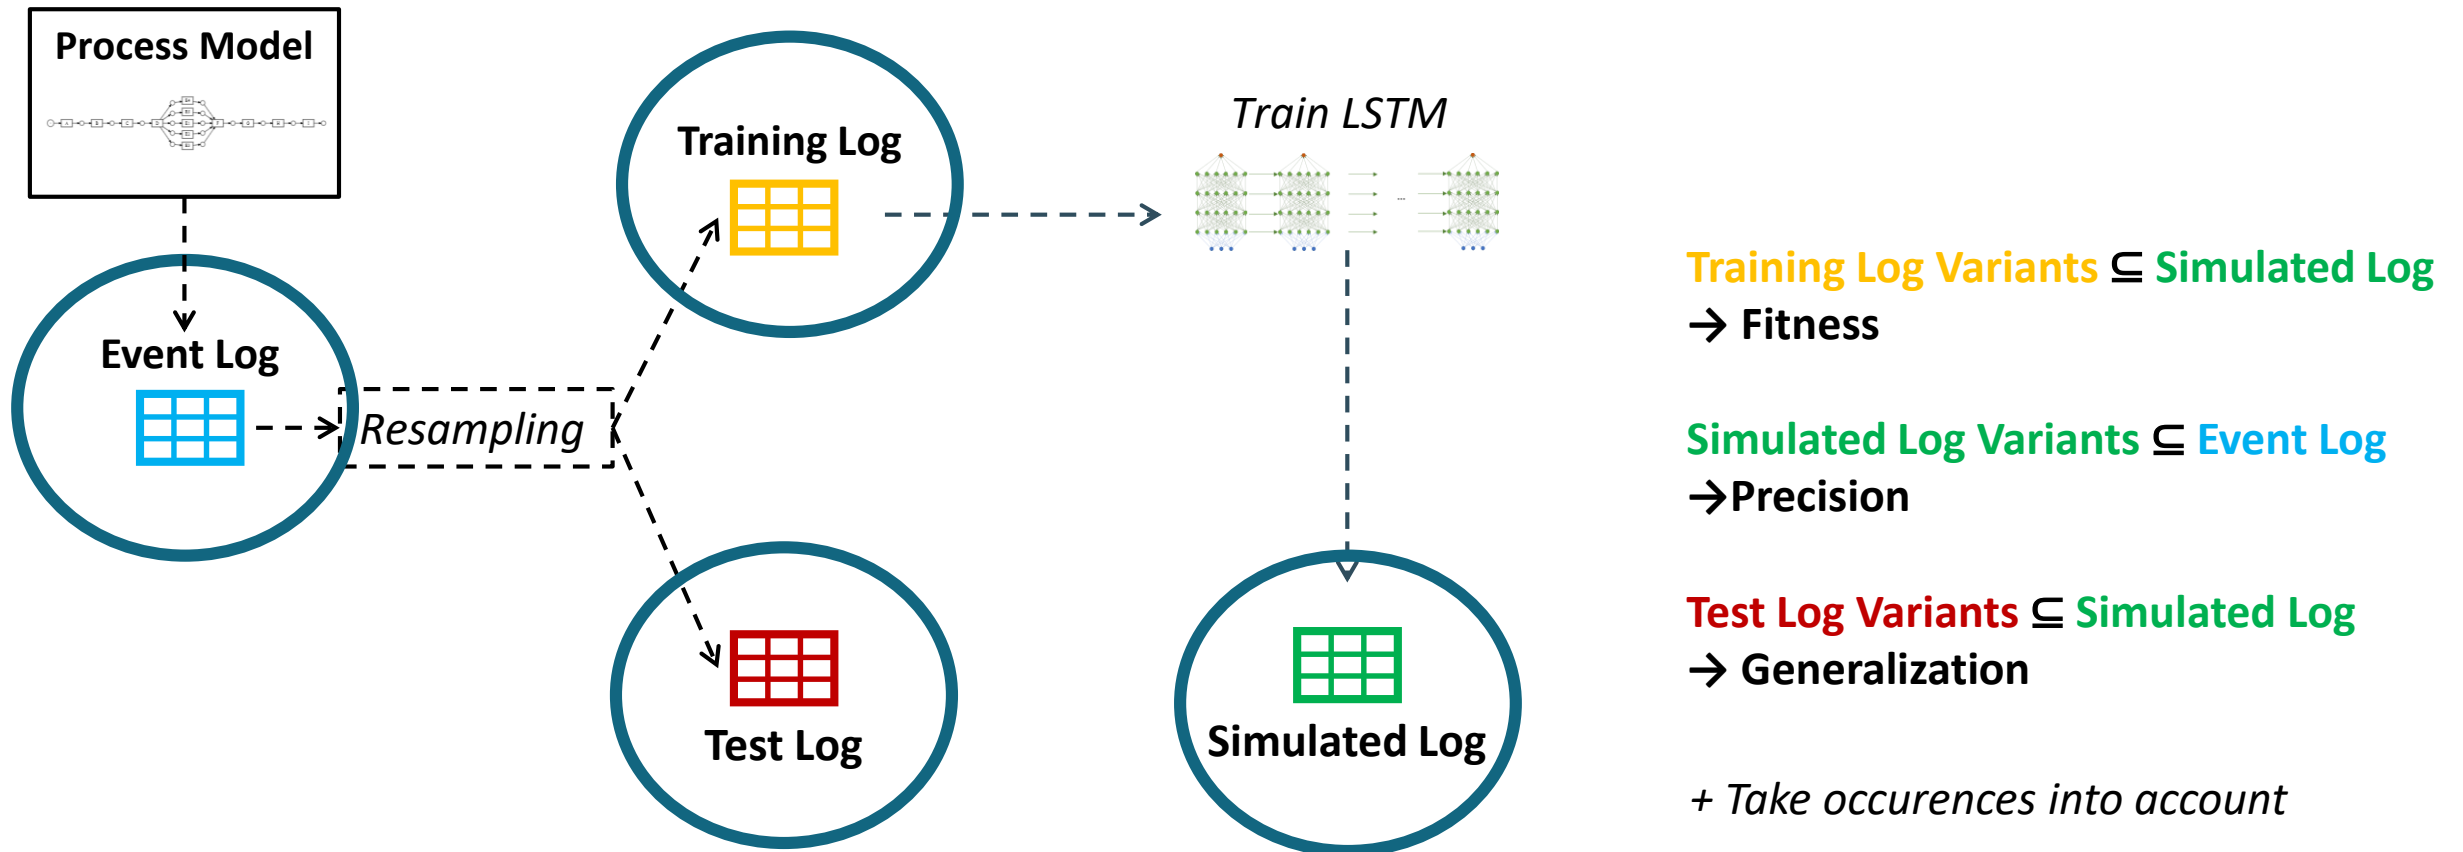 Process Model
Event Log
Resampling
Training Log
Test Log
Train LSTM
...
Simulated Log
Training Log Variants ⊆ Simulated Log
→ Fitness
Simulated Log Variants ⊆ Event Log
→Precision
Test Log Variants ⊆ Simulated Log
→ Generalization
+ Take occurences into account